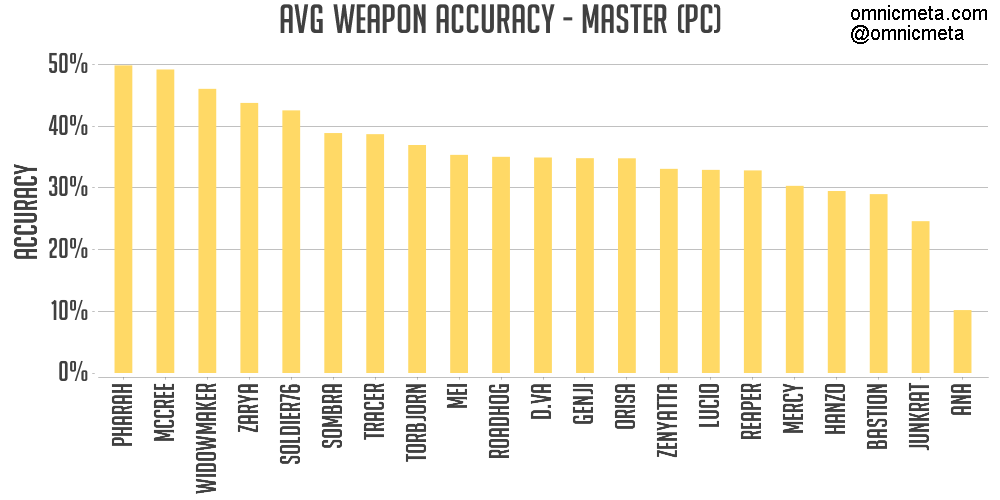 AVG WEAPON ACCURACY - MASTER (PC)
omnicmeta.com
@omnicmeta
ACCURACY
50%
40%
30%
20%
10%
0%
PHARAH
MCCREE
WIDOWMAKER
ZARYA
SOLDIER76
SOMBRA
TRACER
TORBJORN
MEI
ROADHOG
D.VA
GENJI
ORISA
ZENYATTA
LUCIO
REAPER
MERCY
HANZO
BASTION
JUNKRAT
ANA